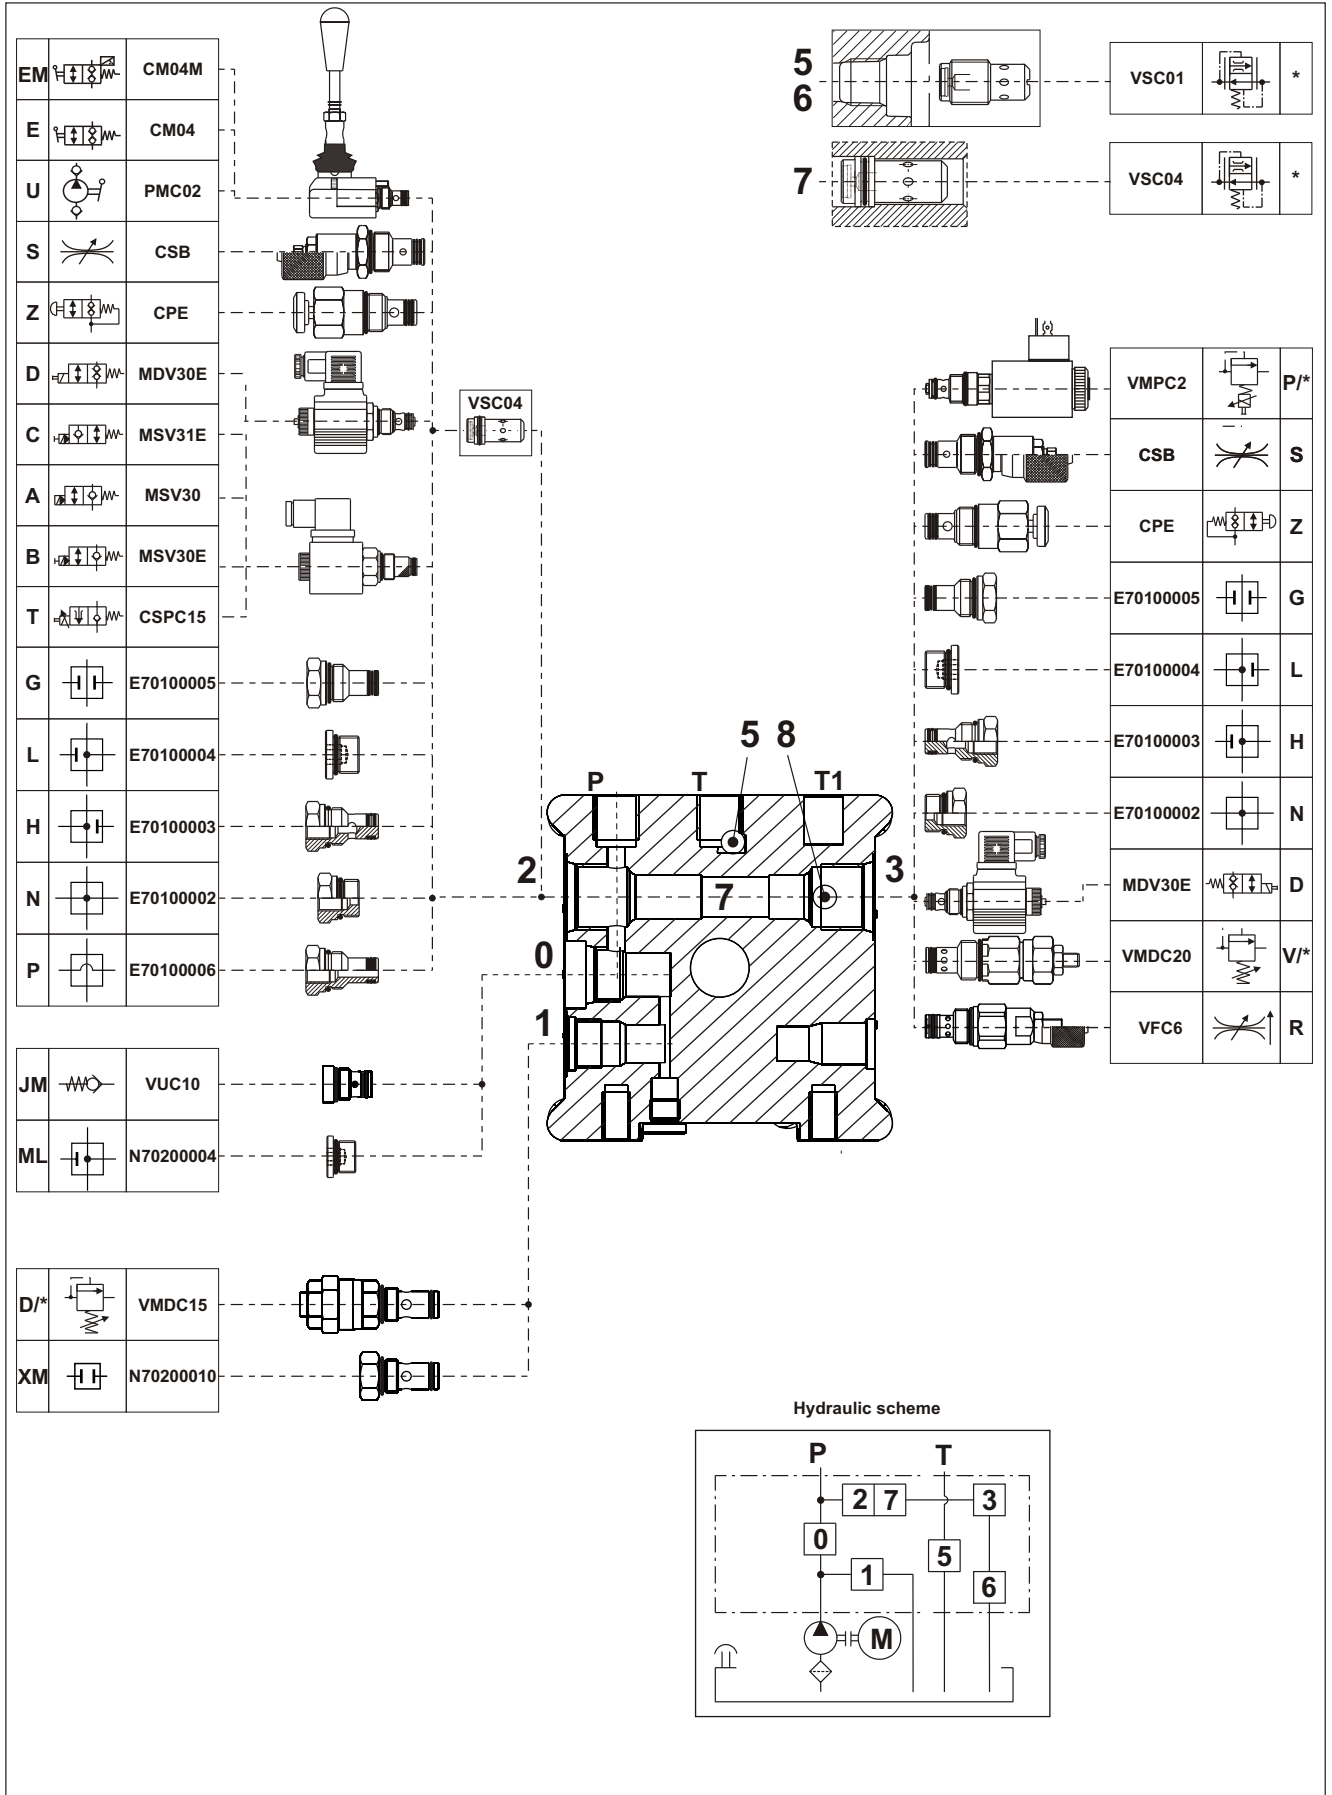 EM CM04M
E CM04
U PMC02
S CSB
Z CPE
D MDV30E
C MSV31E
A MSV30
B MSV30E
T CSPC15
G E70100005
L E70100004
H E70100003
N E70100002
P E70100006
JM VUC10
ML N70200004
D/* VMDC15
XM N70200010
VSC04
5
6
VSC01 *
7
VSC04 *
VMPC2 P/*
CSB S
CPE Z
E70100005 G
E70100004 L
E70100003 H
E70100002 N
MDV30E D
VMDC20 V/*
VFC6 R
5 8
P T T1
2 7 3
0
1
Hydraulic scheme
P T
2 7 3
0
5
1
6
M